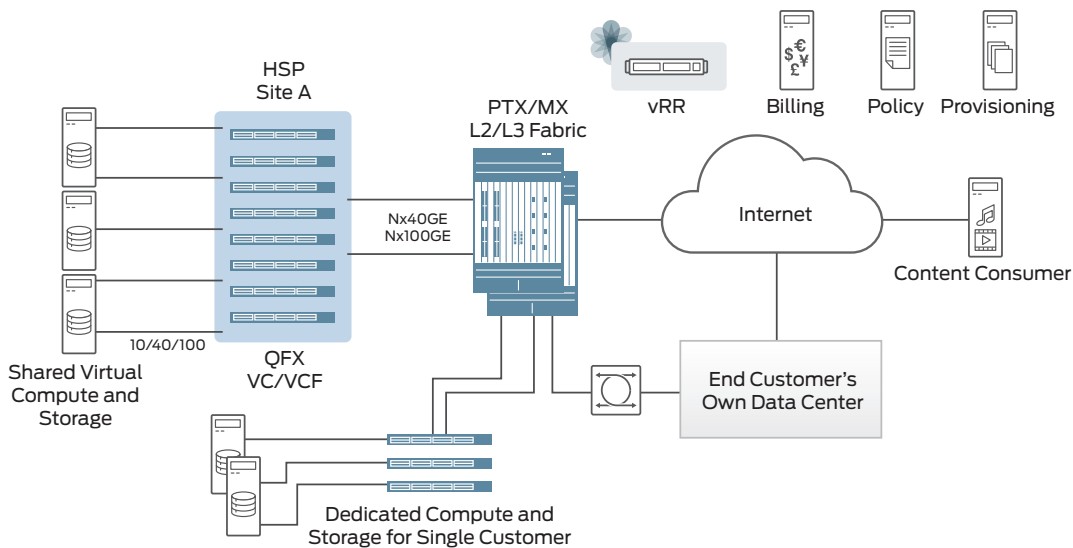 HSP
Site A
PTX/MX
L2/L3 Fabric
vRR
$€
£¥
Billing
Policy
Provisioning
Nx40GE
Nx100GE
Internet
Content Consumer
10/40/100
Shared Virtual
Compute and
Storage
QFX
VC/VCF
End Customer's
Own Data Center
Dedicated Compute and
Storage for Single Customer